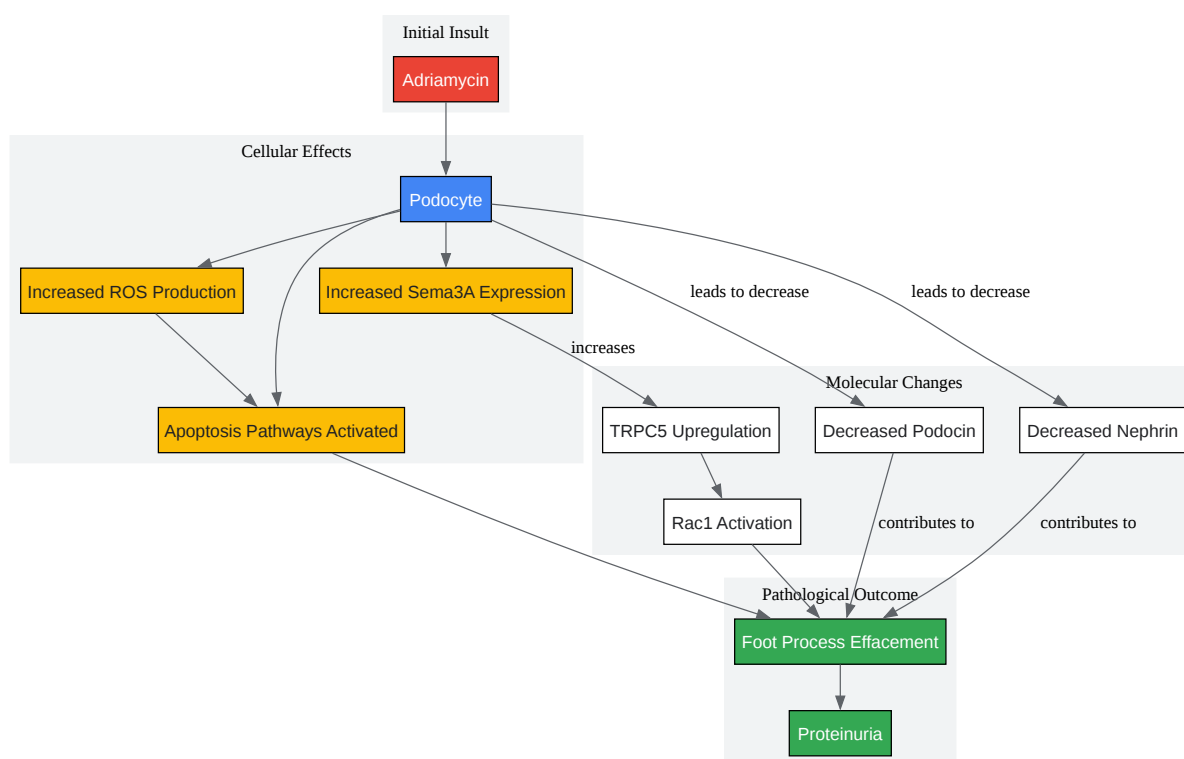 Initial Insult
Adriamycin
Cellular Effects
Podocyte
Increased ROS Production
Increased Sema3A Expression
leads to decrease
leads to decrease
increases
Molecular Changes
Apoptosis Pathways Activated
TRPC5 Upregulation
Decreased Podocin
Decreased Nephrin
Rac1 Activation
contributes to
contributes to
Pathological Outcome
Foot Process Effacement
Proteinuria